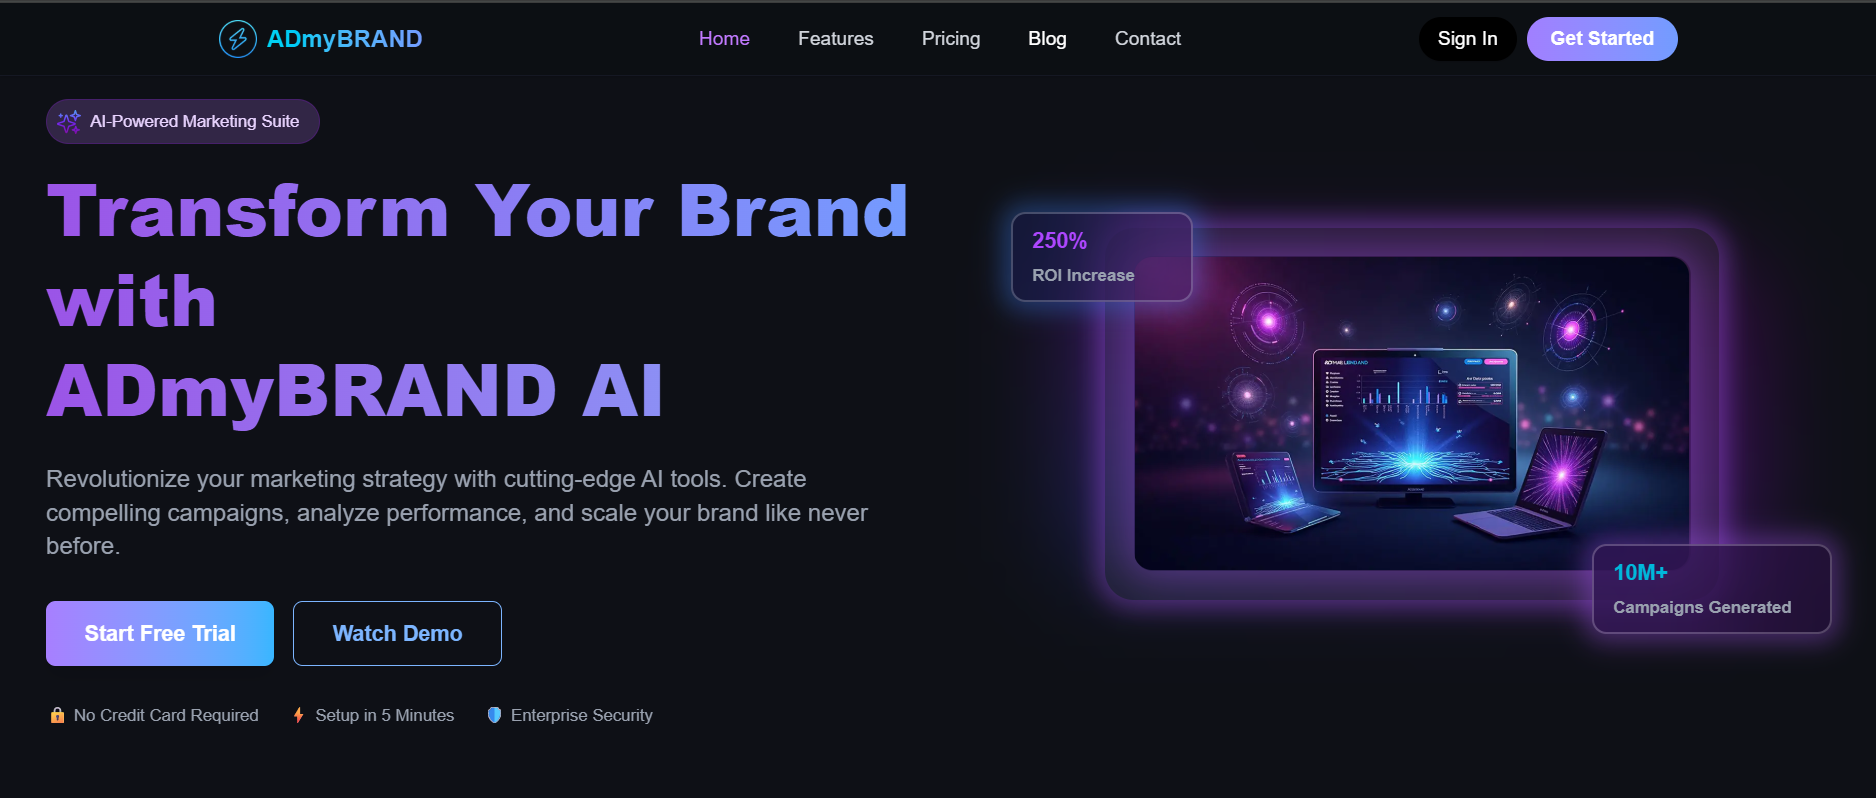 ADmyBRAND
Home
Features
Pricing
Blog
Contact
Sign In
Get Started
AI-Powered Marketing Suite
Transform Your Brand
with
ADmyBRAND AI
Revolutionize your marketing strategy with cutting-edge AI tools. Create
compelling campaigns, analyze performance, and scale your brand like never
before.
Start Free Trial
Watch Demo
No Credit Card Required
Setup in 5 Minutes
Enterprise Security
250%
ROI Increase
10M+
Campaigns Generated